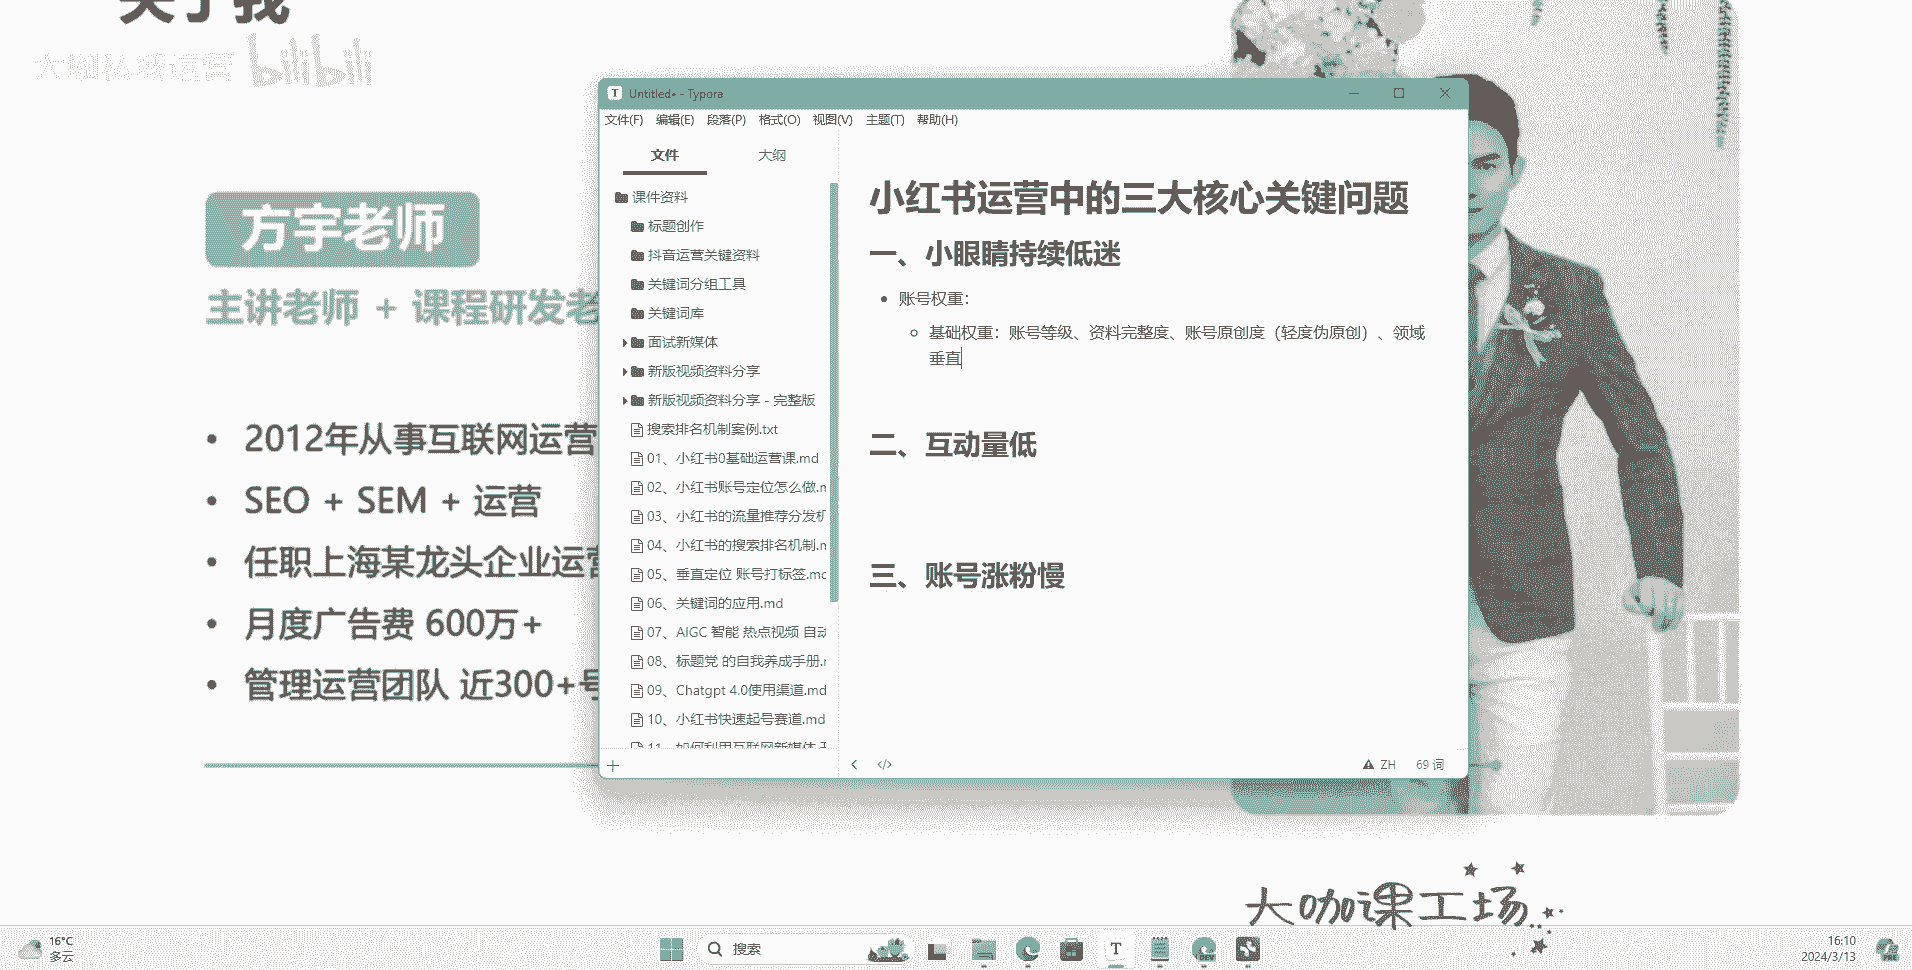 关于我
大咖私域运营 bilibili
方宇老师
主讲老师 + 课程研发老
2012年从事互联网运营
SEO + SEM + 运营
任职上海某龙头企业运营
月度广告费 600万+
管理运营团队 近300+号
Untitled• - Typora
文件(F) 编辑(E) 段落(P) 格式(O) 视图(V) 主题(T) 帮助(H)
文件 大纲
课件资料
标题创作
抖音运营关键资料
关键词分组工具
关键词库
面试新媒体
新版视频资料分享
新版视频资料分享 - 完整版
搜索排名机制案例.txt
01、小红书0基础运营课.md
02、小红书账号定位怎么做.m
03、小红书的流量推荐分发机
04、小红书的搜索排名机制.m
05、垂直定位 账号打标签.md
06、关键词的应用.md
07、AIGC 智能 热点视频 自动
08、标题党 的自我养成手册.m
09、Chatgpt 4.0使用渠道.md
10、小红书快速起号赛道.md
11、如何利用互联网新媒体
小红书运营中的三大核心关键问题
一、小眼睛持续低迷
账号权重：
基础权重：账号等级、资料完整度、账号原创度（轻度伪原创）、领域
垂直
二、互动量低
三、账号涨粉慢
ZH 69 词
大咖课工场
16°C
多云
搜索
T
DEV
16:10
2024/3/13
PRE